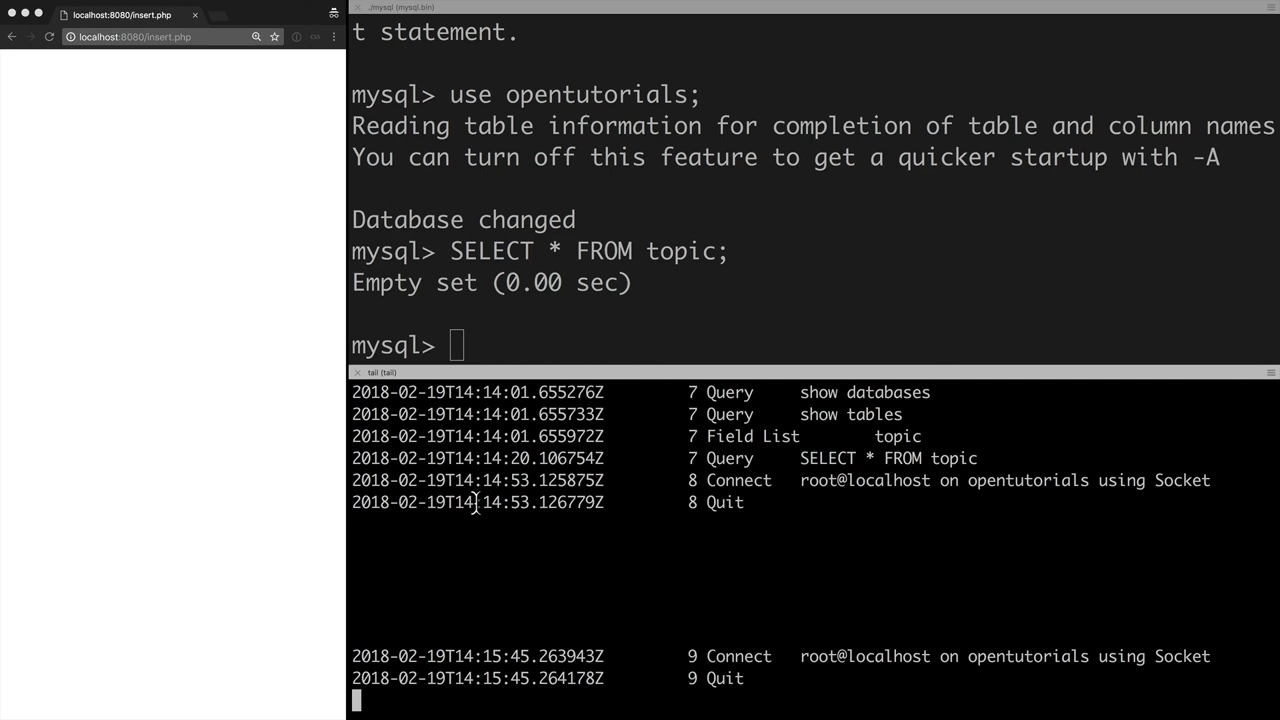 localhost:8080/insert.php
localhost:8080/insert.php
./mysql (mysql.bin)
t statement.
mysql> use opentutorials;
Reading table information for completion of table and column names
You can turn off this feature to get a quicker startup with -A
Database changed
mysql> SELECT * FROM topic;
Empty set (0.00 sec)
mysql>
tail (tail)
2018-02-19T14:14:01.655276Z 7 Query show databases
2018-02-19T14:14:01.655733Z 7 Query show tables
2018-02-19T14:14:01.655972Z 7 Field List topic
2018-02-19T14:14:20.106754Z 7 Query SELECT * FROM topic
2018-02-19T14:14:53.125875Z 8 Connect root@localhost on opentutorials using Socket
2018-02-19T14:14:53.126779Z 8 Quit
2018-02-19T14:15:45.263943Z 9 Connect root@localhost on opentutorials using Socket
2018-02-19T14:15:45.264178Z 9 Quit